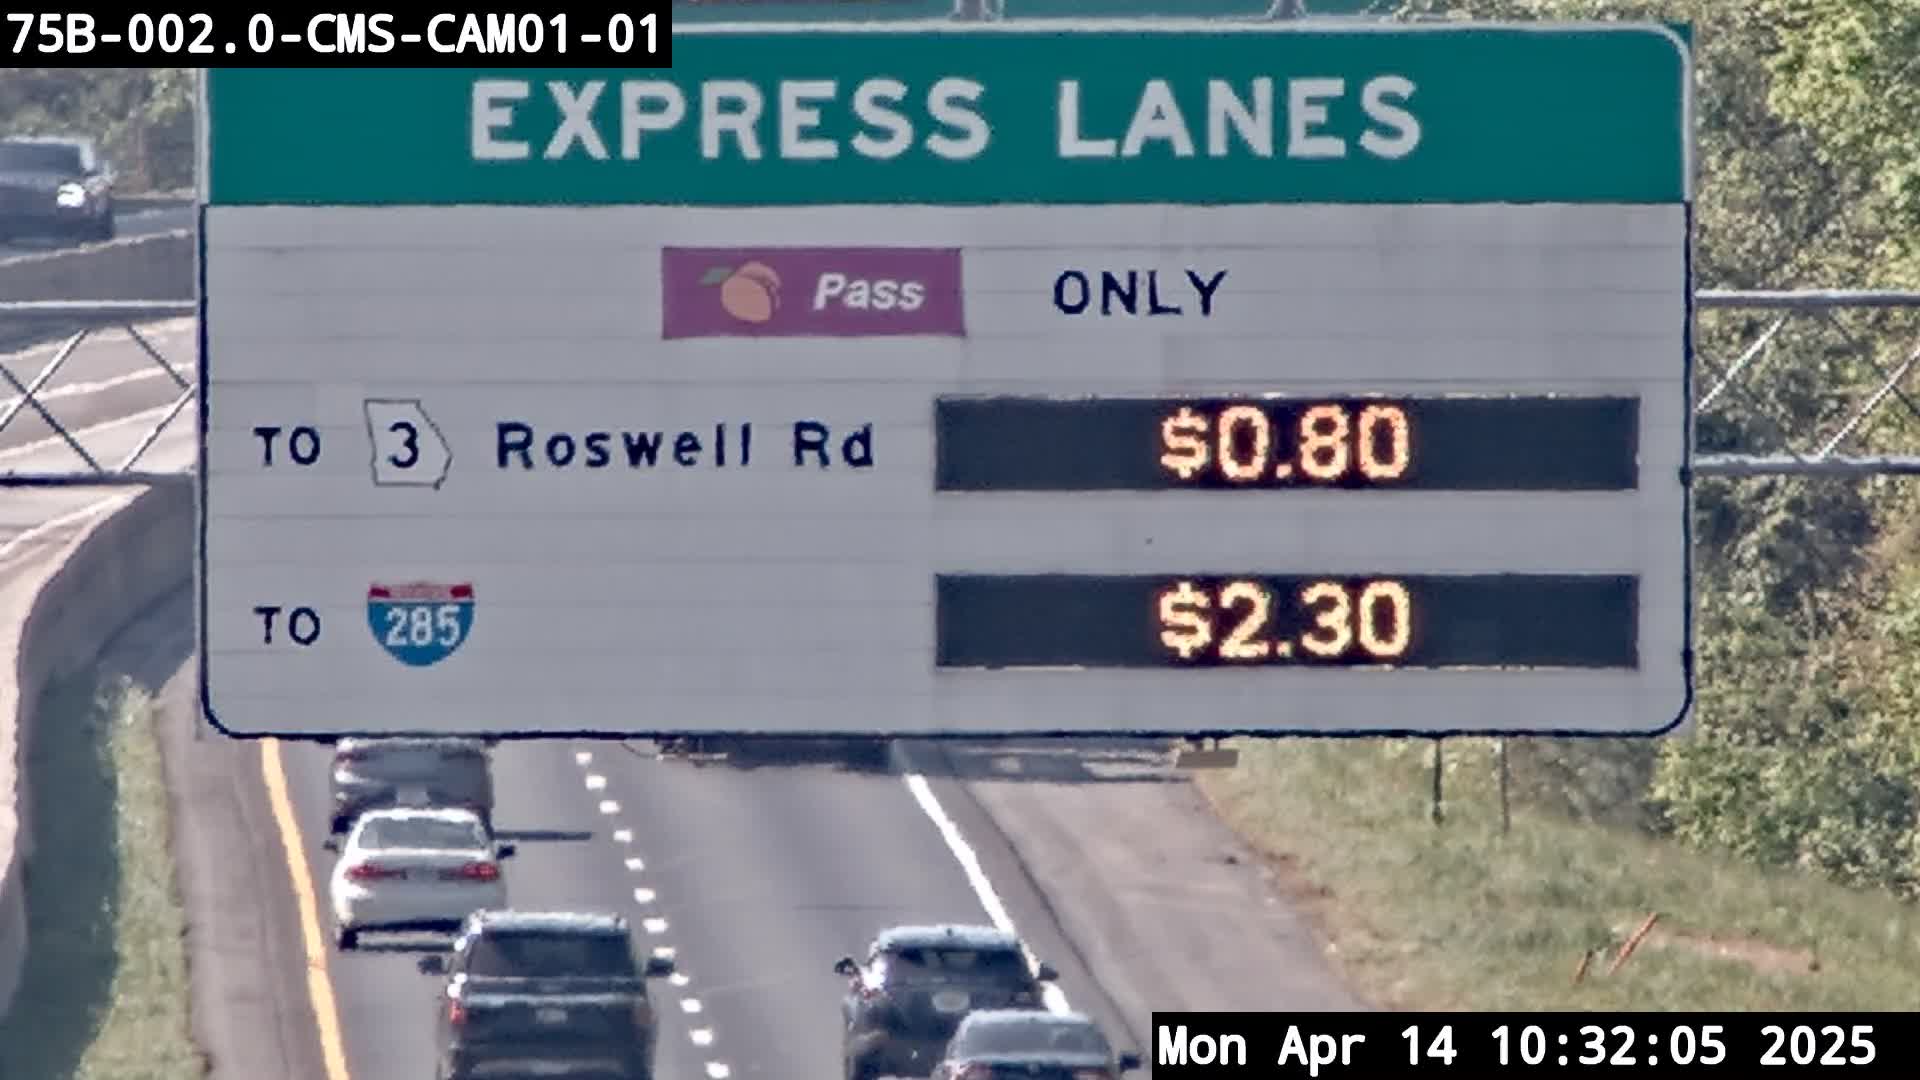 75B-002.0-CMS-CAM01-01
EXPRESS LANES
Pass ONLY
TO 3 Roswell Rd $0.80
TO 285 $2.30
Mon Apr 14 10:32:05 2025